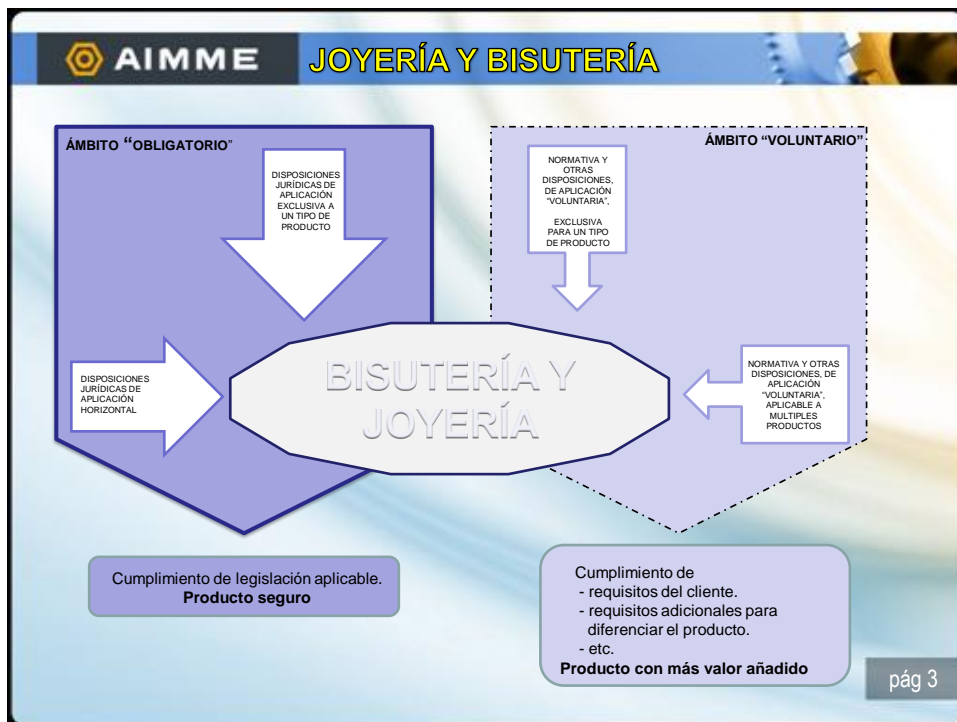 AIMME
JOYERÍA Y BISUTERÍA
ÁMBITO “OBLIGATORIO”
DISPOSICIONES
JURÍDICAS DE
APLICACIÓN
EXCLUSIVA A
UN TIPO DE
PRODUCTO
DISPOSICIONES
JURÍDICAS DE
APLICACIÓN
HORIZONTAL
ÁMBITO “VOLUNTARIO”
NORMATIVA Y
OTRAS
DISPOSICIONES,
DE APLICACIÓN
“VOLUNTARIA”,
EXCLUSIVA
PARA UN TIPO
DE PRODUCTO
NORMATIVA Y OTRAS
DISPOSICIONES, DE
APLICACIÓN
“VOLUNTARIA”,
APLICABLE A
MULTIPLES
PRODUCTOS
BISUTERÍA Y
JOYERÍA
Cumplimiento de legislación aplicable.
Producto seguro
Cumplimiento de
- requisitos del cliente.
- requisitos adicionales para
diferenciar el producto.
- etc.
Producto con más valor añadido
pág 3